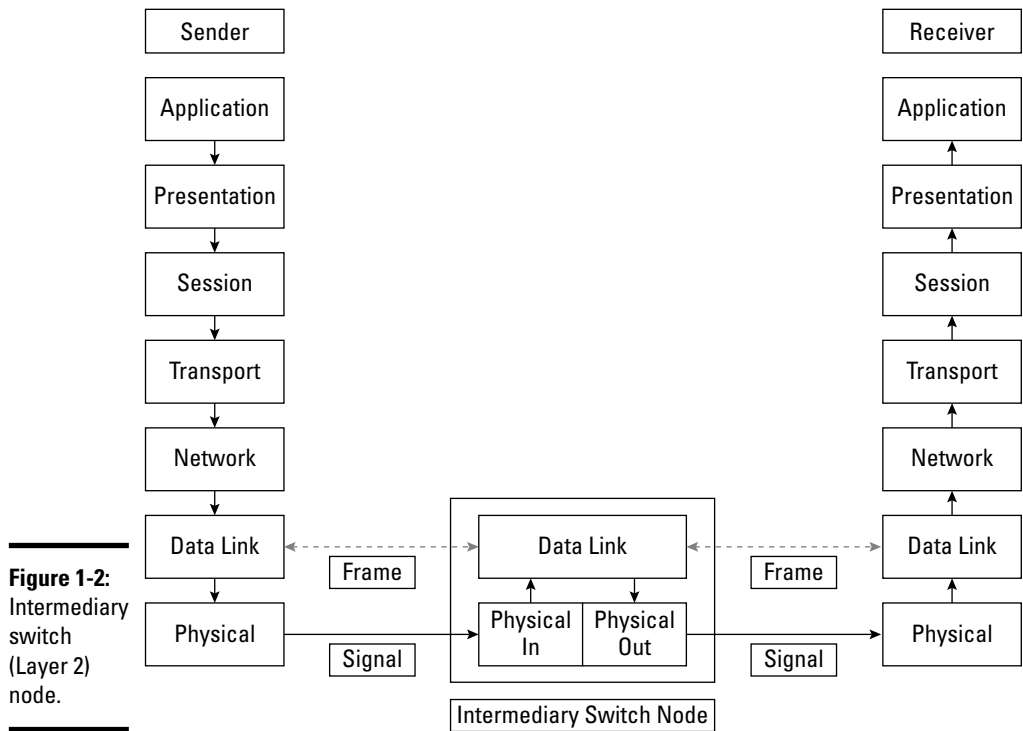 Sender
Receiver
Application
Application
Presentation
Presentation
Session
Session
Transport
Transport
Network
Network
Data Link
Frame
Data Link
Frame
Data Link
Physical
Signal
Physical
In
Physical
Out
Signal
Physical
Intermediary Switch Node
Figure 1-2:
Intermediary
switch
(Layer 2)
node.